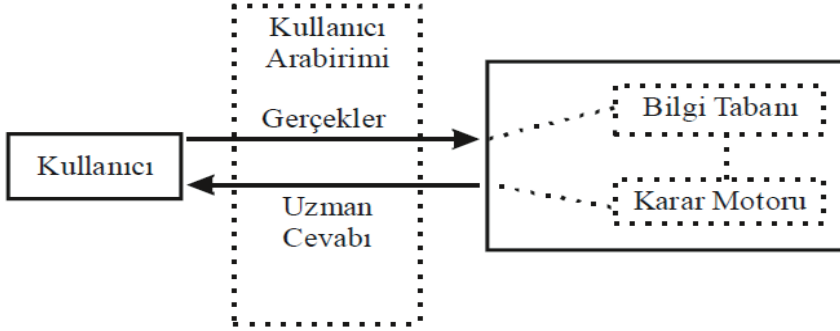 Kullanıcı
Arabirimi
Gerçekler
Kullanıcı
Uzman
Cevabı
Bilgi Tabanı
Karar Motoru